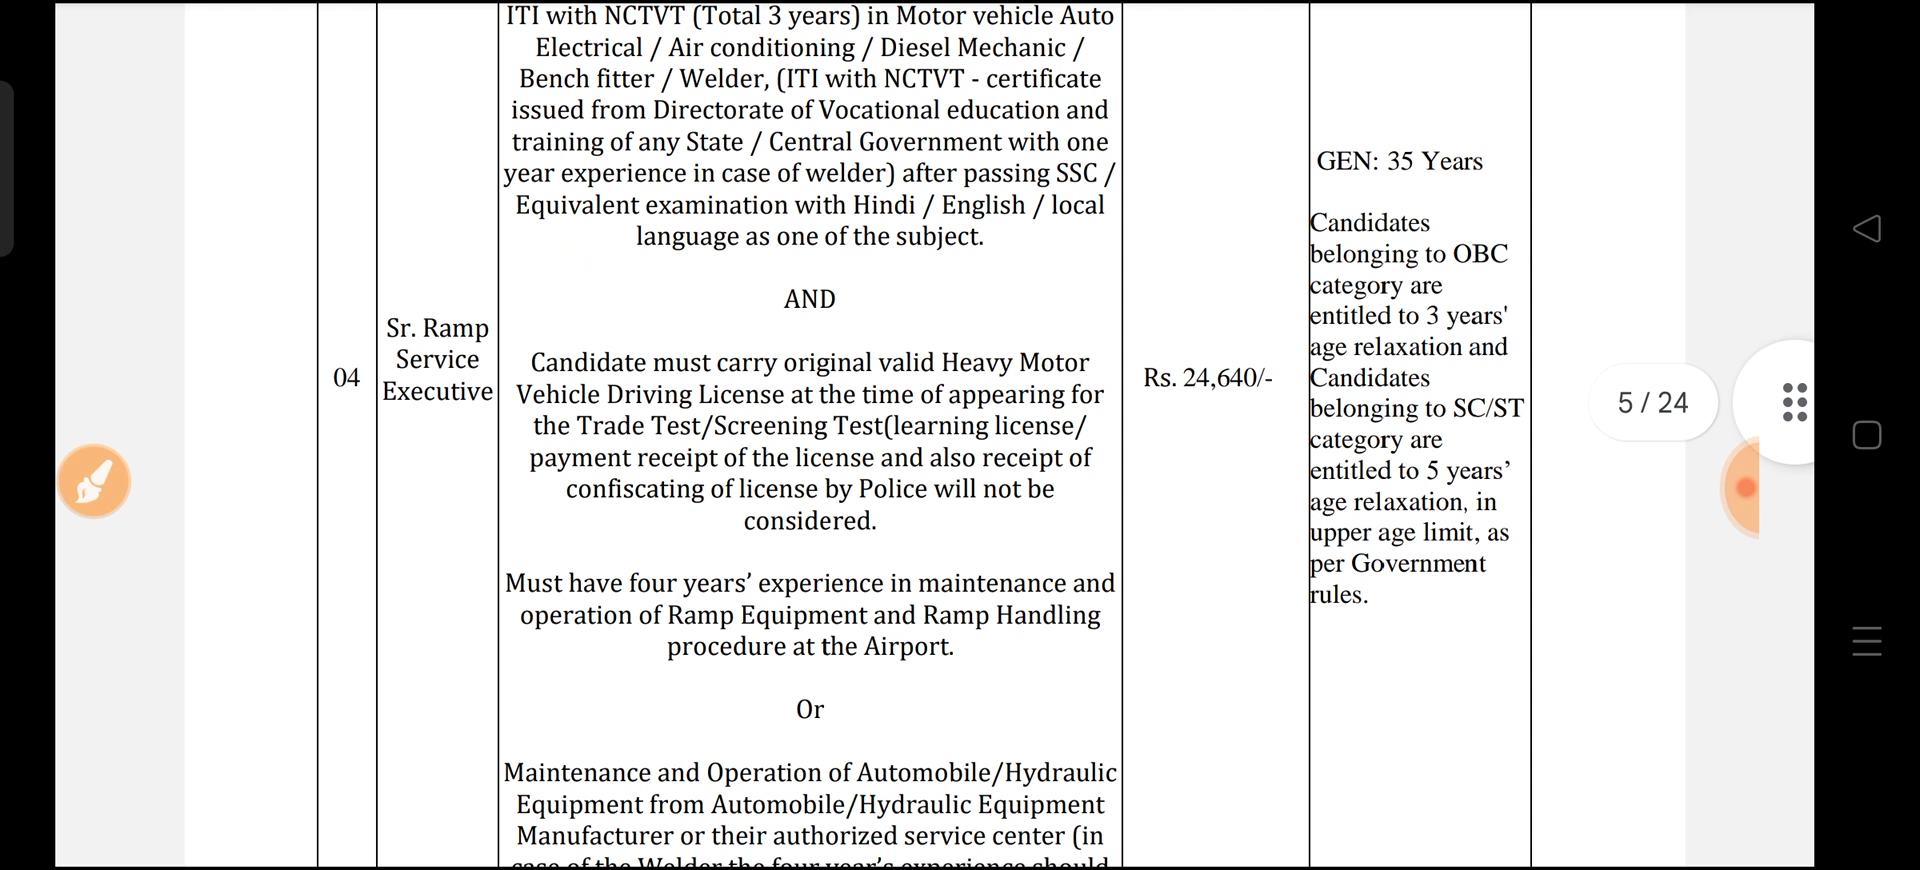 04
Sr. Ramp
Service
Executive
ITI with NCTVT (Total 3 years) in Motor vehicle Auto
Electrical / Air conditioning / Diesel Mechanic /
Bench fitter / Welder, (ITI with NCTVT - certificate
issued from Directorate of Vocational education and
training of any State / Central Government with one
year experience in case of welder) after passing SSC /
Equivalent examination with Hindi / English / local
language as one of the subject.
AND
Candidate must carry original valid Heavy Motor
Vehicle Driving License at the time of appearing for
the Trade Test/Screening Test(learning license/
payment receipt of the license and also receipt of
confiscating of license by Police will not be
considered.
Must have four years’ experience in maintenance and
operation of Ramp Equipment and Ramp Handling
procedure at the Airport.
Or
Maintenance and Operation of Automobile/Hydraulic
Equipment from Automobile/Hydraulic Equipment
Manufacturer or their authorized service center (in
case of the Welder the four year’s experience should
Rs. 24,640/-
GEN: 35 Years
Candidates
belonging to OBC
category are
entitled to 3 years'
age relaxation and
Candidates
belonging to SC/ST
category are
entitled to 5 years’
age relaxation, in
upper age limit, as
per Government
rules.
5 / 24